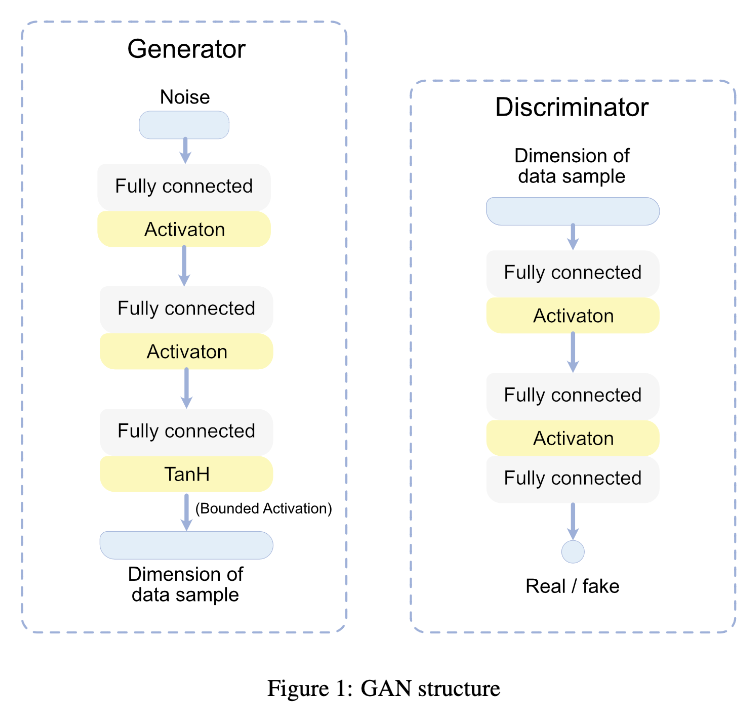 Generator
Noise
Fully connected
Activaton
Fully connected
Activaton
Fully connected
TanH
(Bounded Activation)
Dimension of
data sample
Discriminator
Dimension of
data sample
Fully connected
Activaton
Fully connected
Activaton
Fully connected
Real / fake
Figure 1: GAN structure